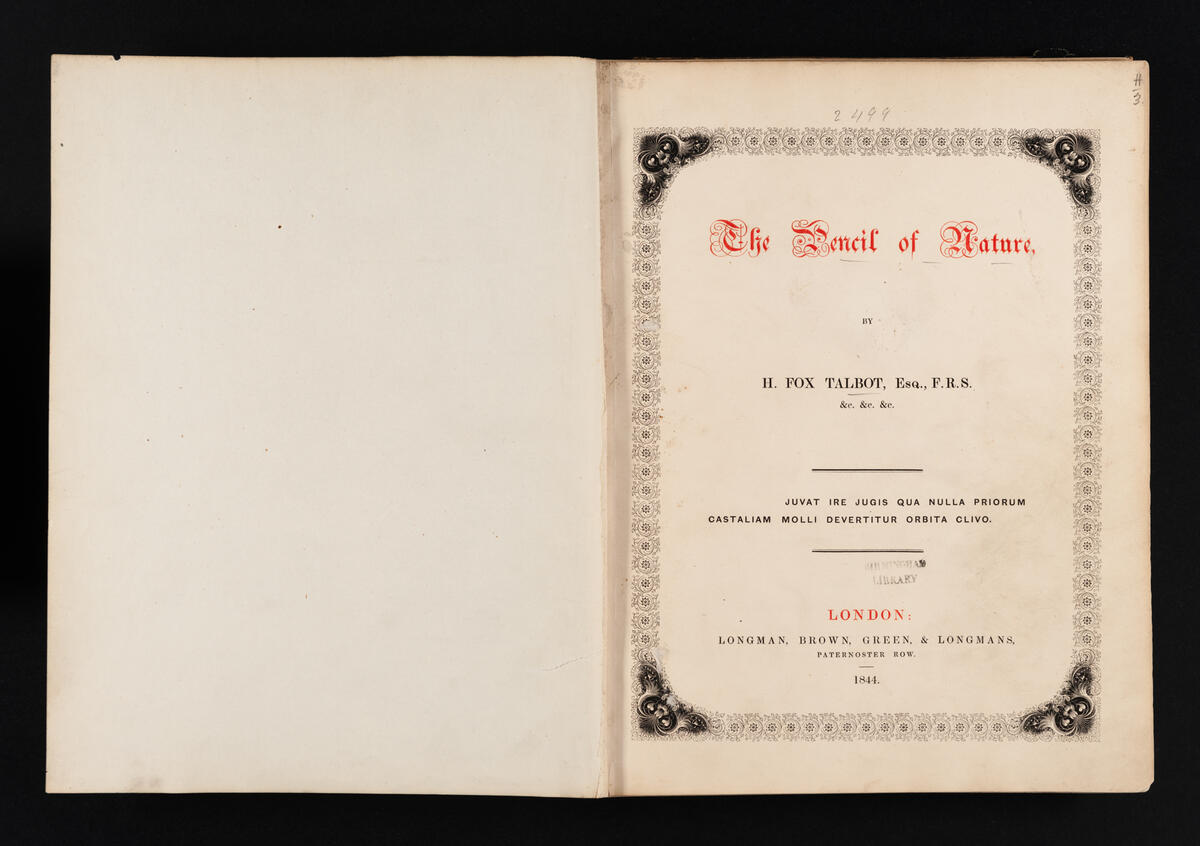 H
3.
2499
The Pencil of Nature,
BY
H. FOX TALBOT, Esq., F.R.S.
&c. &c. &c.
JUVAT IRE JUGIS QUA NULLA PRIORUM
CASTALIAM MOLLI DEVERTITUR ORBITA CLIVO.
BIRMINGHAM
LIBRARY
LONDON:
LONGMAN, BROWN, GREEN, & LONGMANS,
PATERNOSTER ROW.
1844.